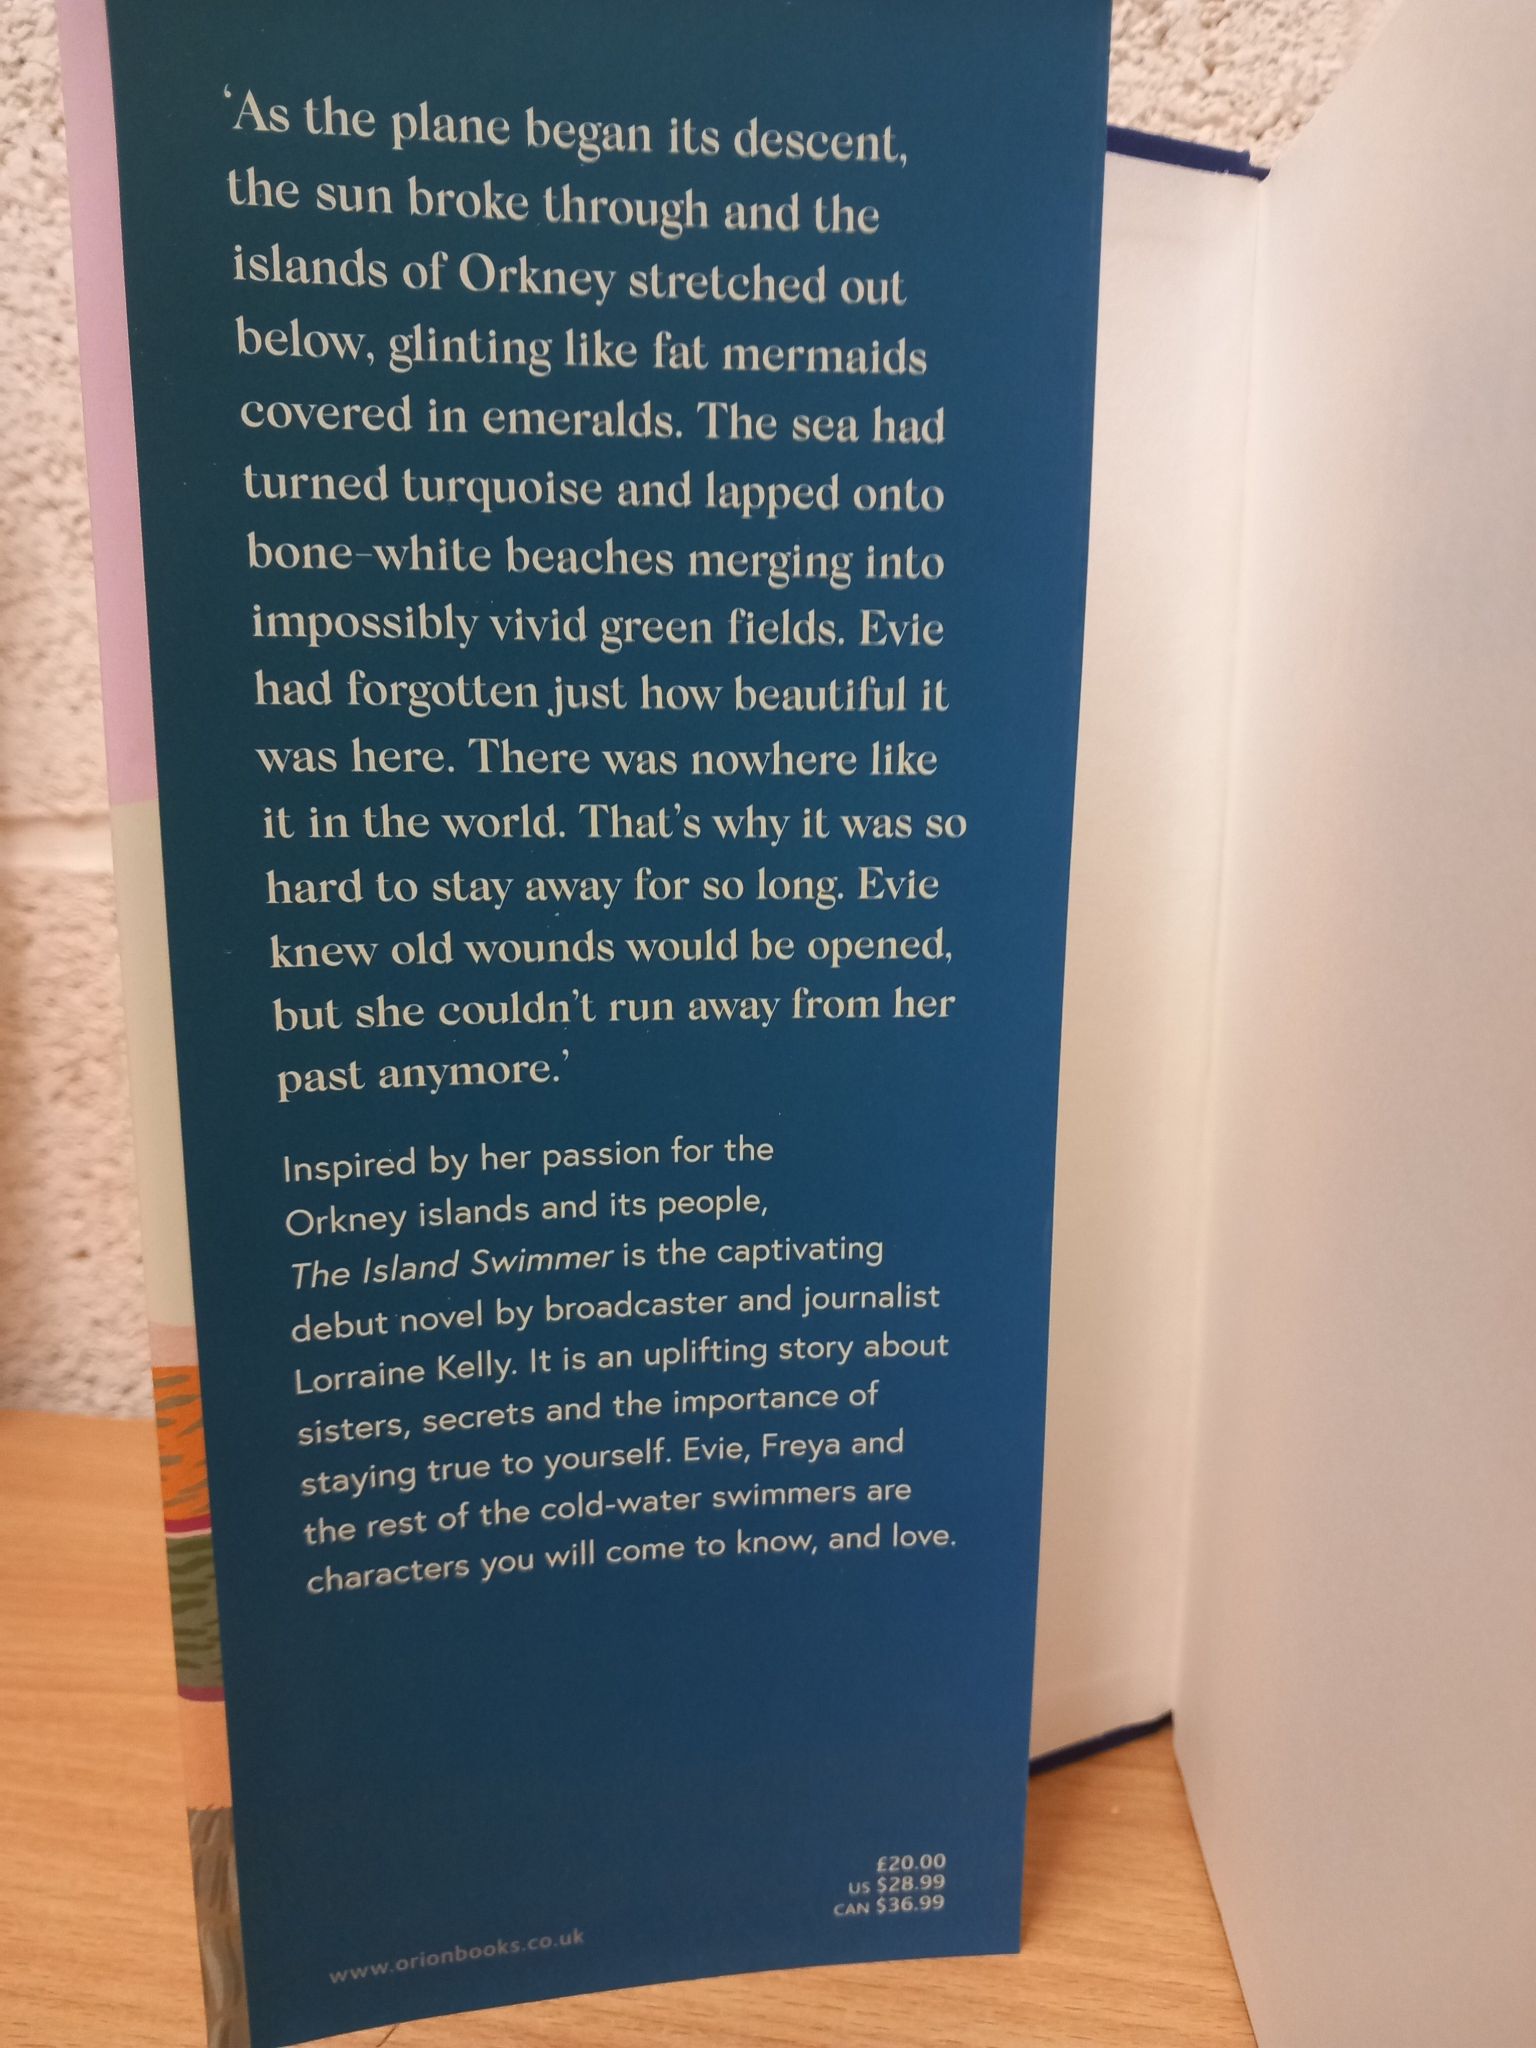 ‘As the plane began its descent,
the sun broke through and the
islands of Orkney stretched out
below, glinting like fat mermaids
covered in emeralds. The sea had
turned turquoise and lapped onto
bone-white beaches merging into
impossibly vivid green fields. Evie
had forgotten just how beautiful it
was here. There was nowhere like
it in the world. That’s why it was so
hard to stay away for so long. Evie
knew old wounds would be opened,
but she couldn’t run away from her
past anymore.’
Inspired by her passion for the
Orkney islands and its people,
The Island Swimmer is the captivating
debut novel by broadcaster and journalist
Lorraine Kelly. It is an uplifting story about
sisters, secrets and the importance of
staying true to yourself. Evie, Freya and
the rest of the cold-water swimmers are
characters you will come to know, and love.
£20.00
US $28.99
CAN $36.99
www.orionbooks.co.uk